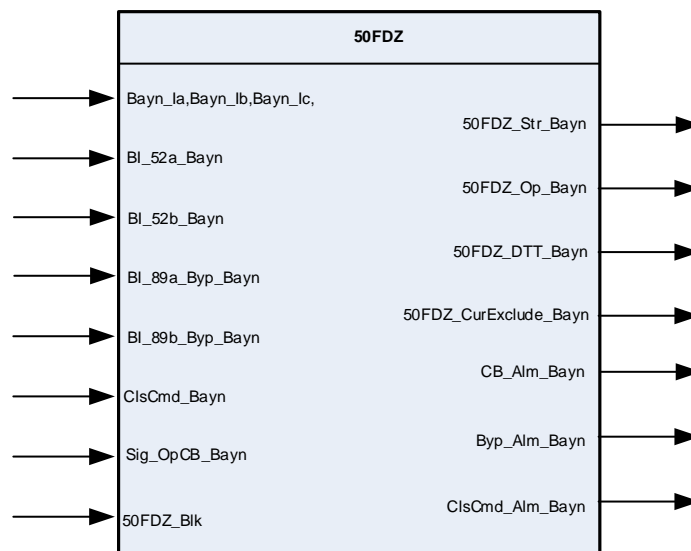 50FDZ
Bayn_Ia,Bayn_Ib,Bayn_Ic,
BI_52a_Bayn
BI_52b_Bayn
BI_89a_Byp_Bayn
BI_89b_Byp_Bayn
ClsCmd_Bayn
Sig_OpCB_Bayn
50FDZ_Blk
50FDZ_Str_Bayn
50FDZ_Op_Bayn
50FDZ_DTT_Bayn
50FDZ_CurExclude_Bayn
CB_Alm_Bayn
Byp_Alm_Bayn
ClsCmd_Alm_Bayn